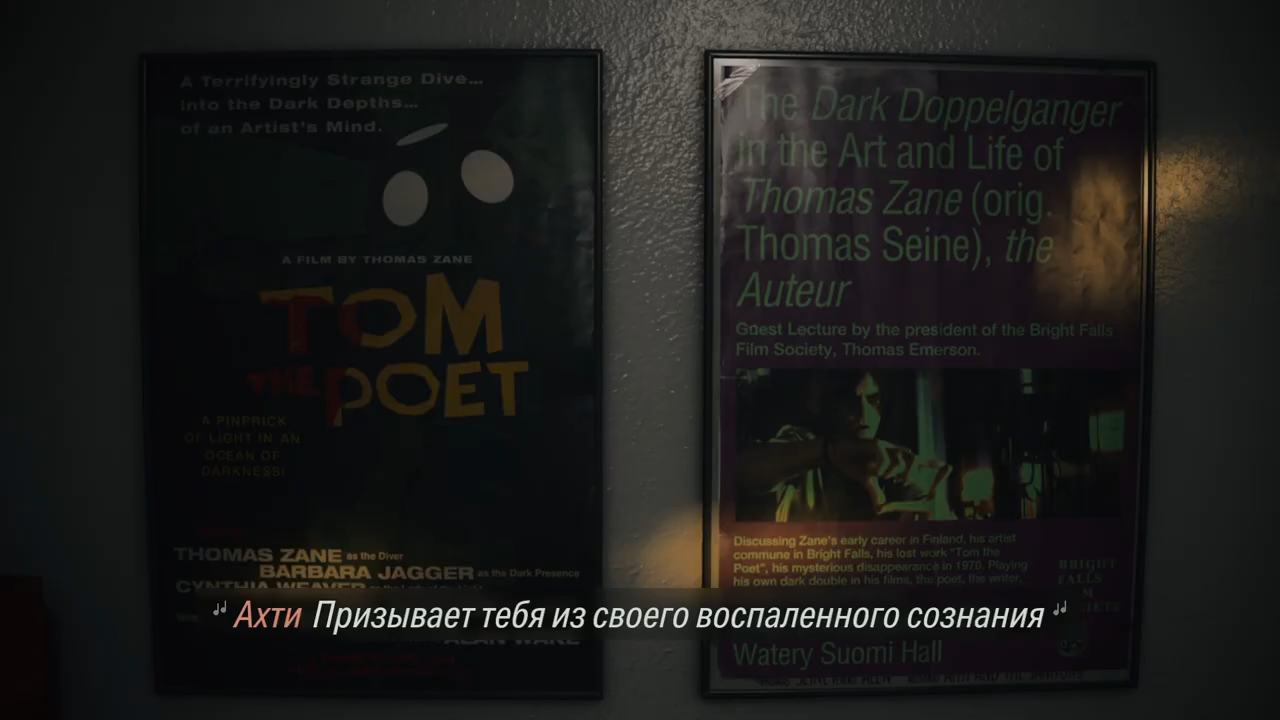 A Terrifyingly Strange Dive...
into the Dark Depths...
of an Artist's Mind.
A FILM BY THOMAS ZANE
TOM
THE POET
A PINPRICK
OF LIGHT IN AN
OCEAN OF
DARKNESS!
THOMAS ZANE as the Diver
BARBARA JAGGER as the Dark Presence
CYNTHIA WEAVER
ALAN WAKE
The Dark Doppelganger
in the Art and Life of
Thomas Zane (orig.
Thomas Seine), the
Auteur
Guest Lecture by the president of the Bright Falls
Film Society, Thomas Emerson.
Discussing Zane's early career in Finland, his artist
commune in Bright Falls, his lost work "Tom the
Poet", his mysterious disappearance in 1970. Playing
his own dark double in his films, the poet, the writer,
BRIGHT
FALLS
Watery Suomi Hall
Ахти Призывает тебя из своего воспаленного сознания